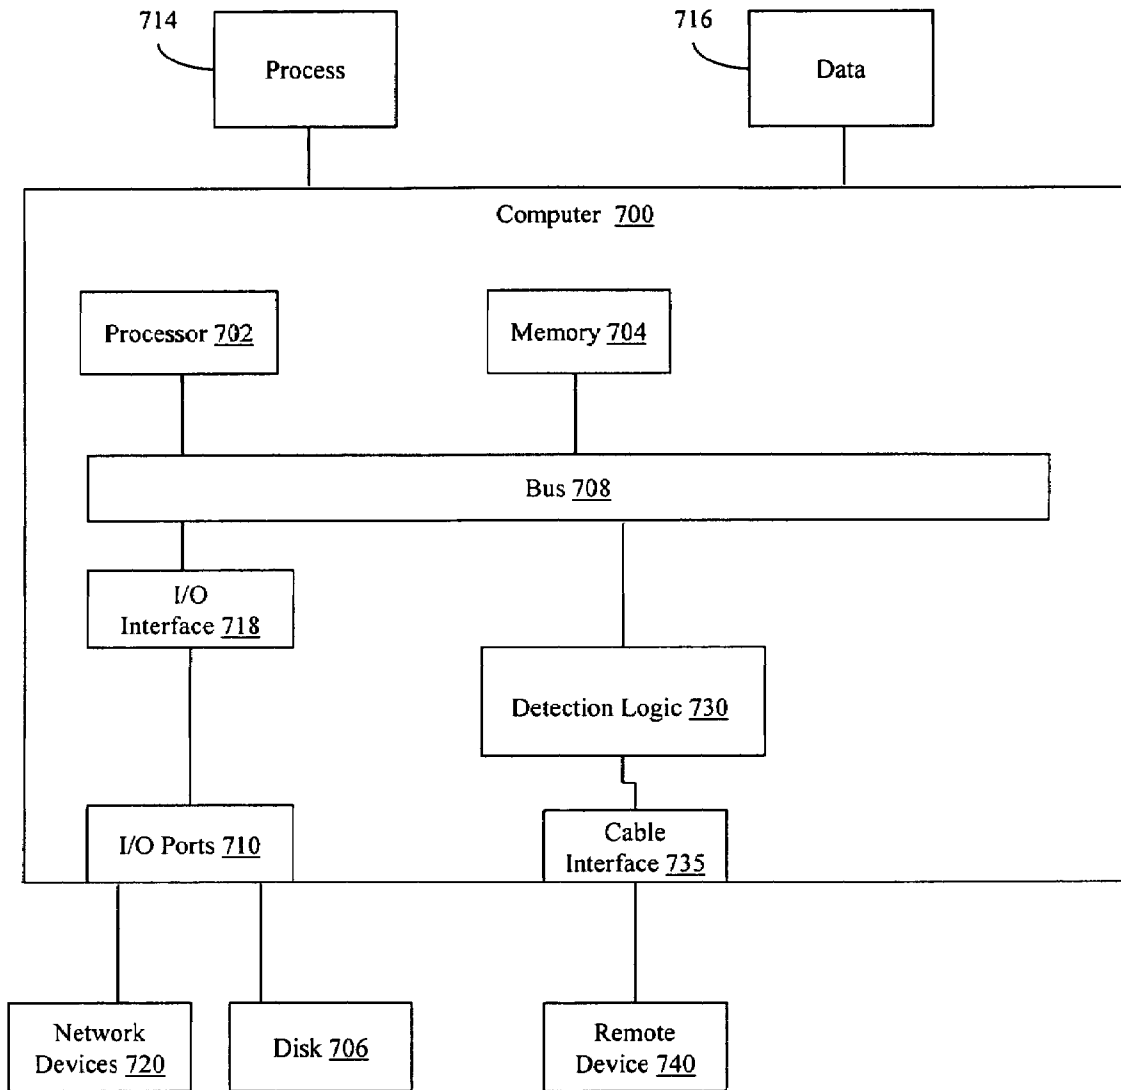 714
Process
716
Data
Computer 700
Processor 702
Memory 704
Bus 708
I/O
Interface 718
Detection Logic 730
I/O Ports 710
Cable
Interface 735
Network
Devices 720
Disk 706
Remote
Device 740